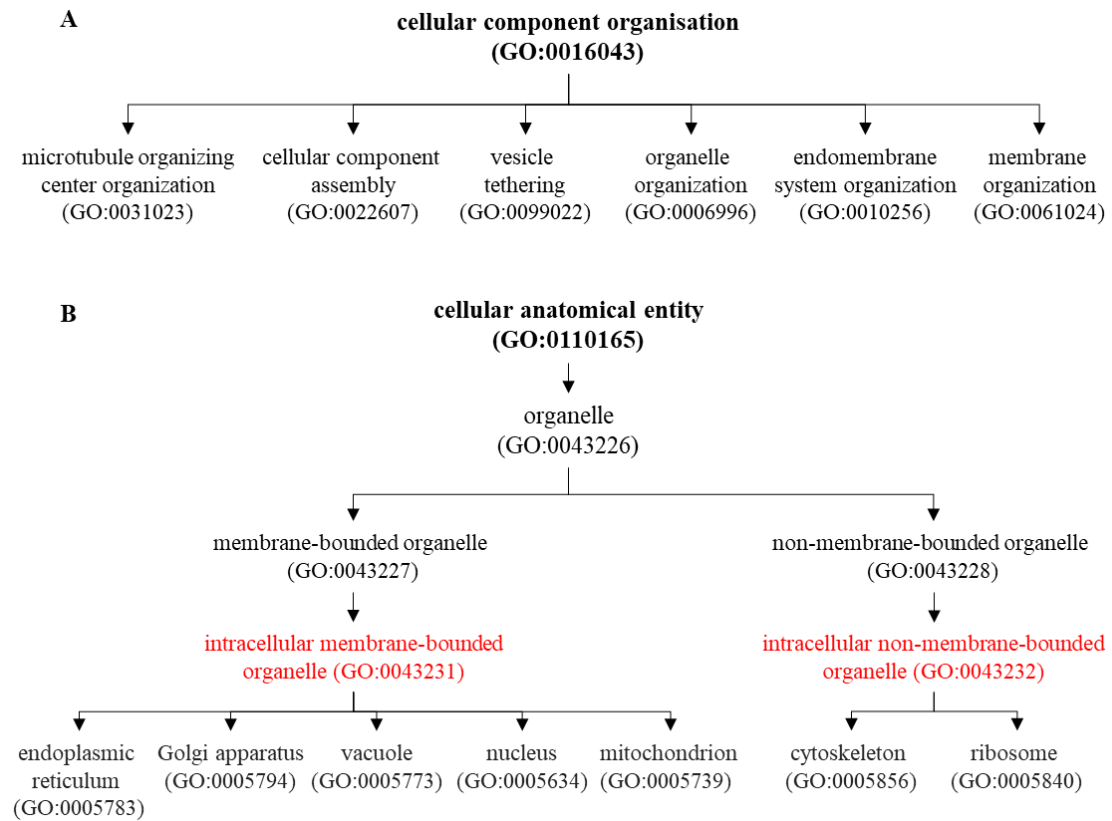 A
cellular component organisation
(GO:0016043)
microtubule organizing
center organization
(GO:0031023)
cellular component
assembly
(GO:0022607)
vesicle
tethering
(GO:0099022)
organelle
organization
(GO:0006996)
endomembrane
system organization
(GO:0010256)
membrane
organization
(GO:0061024)
B
cellular anatomical entity
(GO:0110165)
organelle
(GO:0043226)
membrane-bounded organelle
(GO:0043227)
non-membrane-bounded organelle
(GO:0043228)
intracellular membrane-bounded
organelle (GO:0043231)
intracellular non-membrane-bounded
organelle (GO:0043232)
endoplasmic
reticulum
(GO:0005783)
Golgi apparatus
(GO:0005794)
vacuole
(GO:0005773)
nucleus
(GO:0005634)
mitochondrion
(GO:0005739)
cytoskeleton
(GO:0005856)
ribosome
(GO:0005840)